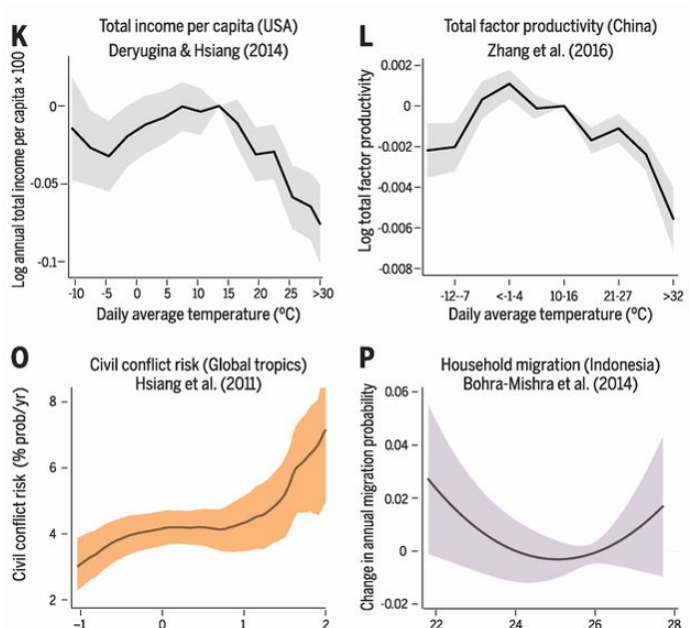 K
Total income per capita (USA)
Deryugina & Hsiang (2014)
Log annual total income per capita × 100
0
-0.05
-0.1
-10 -5 0 5 10 15 20 25 >30
Daily average temperature (ºC)
L
Total factor productivity (China)
Zhang et al. (2016)
Log total factor productivity
0.002
0
-0.002
-0.004
-0.006
-0.008
-12--7 <-1-4 10-16 21-27 >32
Daily average temperature (ºC)
O
Civil conflict risk (Global tropics)
Hsiang et al. (2011)
Civil conflict risk (% prob/yr)
8
6
4
2
-1 0 1 2
P
Household migration (Indonesia)
Bohra-Mishra et al. (2014)
Change in annual migration probability
0.06
0.04
0.02
0
-0.02
22 24 26 28